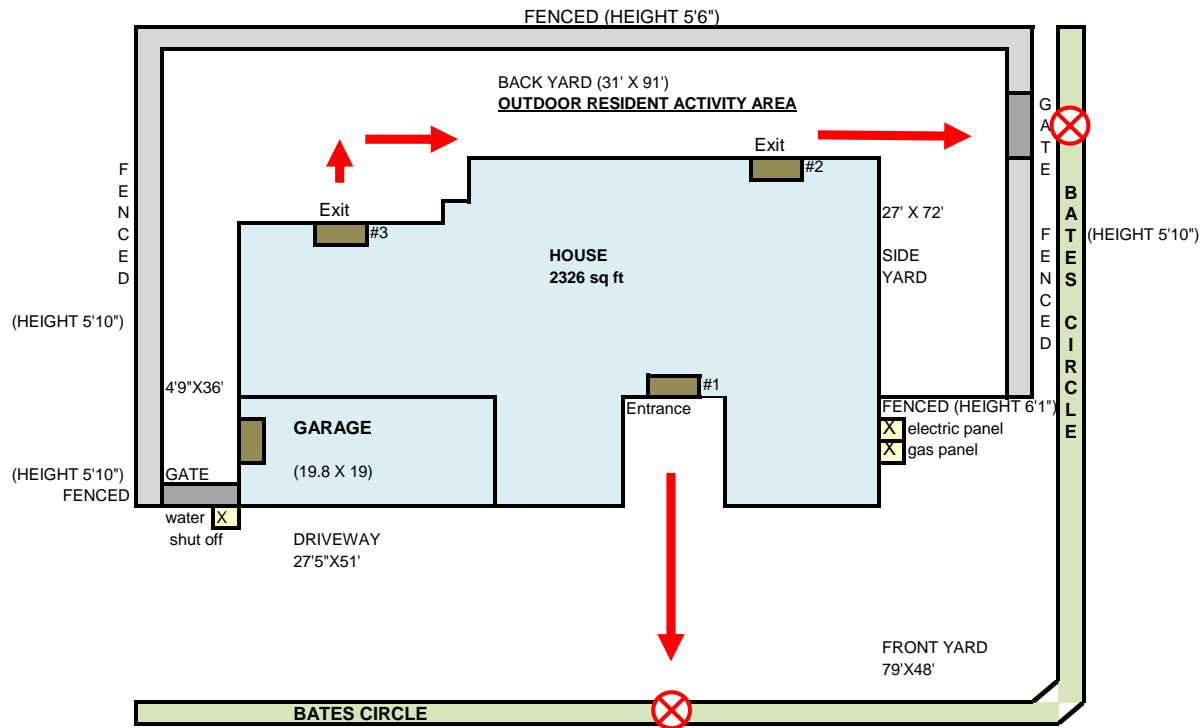 FENCED (HEIGHT 5'6")
BACK YARD (31' X 91')
OUTDOOR RESIDENT ACTIVITY AREA
GATE
Exit
#2
FENCED
Exit
#3
27' X 72'
SIDE
YARD
HOUSE
2326 sq ft
FENCED
BATES CIRCLE
(HEIGHT 5'10")
(HEIGHT 5'10")
4'9"X36'
#1
Entrance
FENCED (HEIGHT 6'1")
X electric panel
X gas panel
GARAGE
(19.8 X 19)
(HEIGHT 5'10")
FENCED
GATE
water X
shut off
DRIVEWAY
27'5"X51'
FRONT YARD
79'X48'
BATES CIRCLE